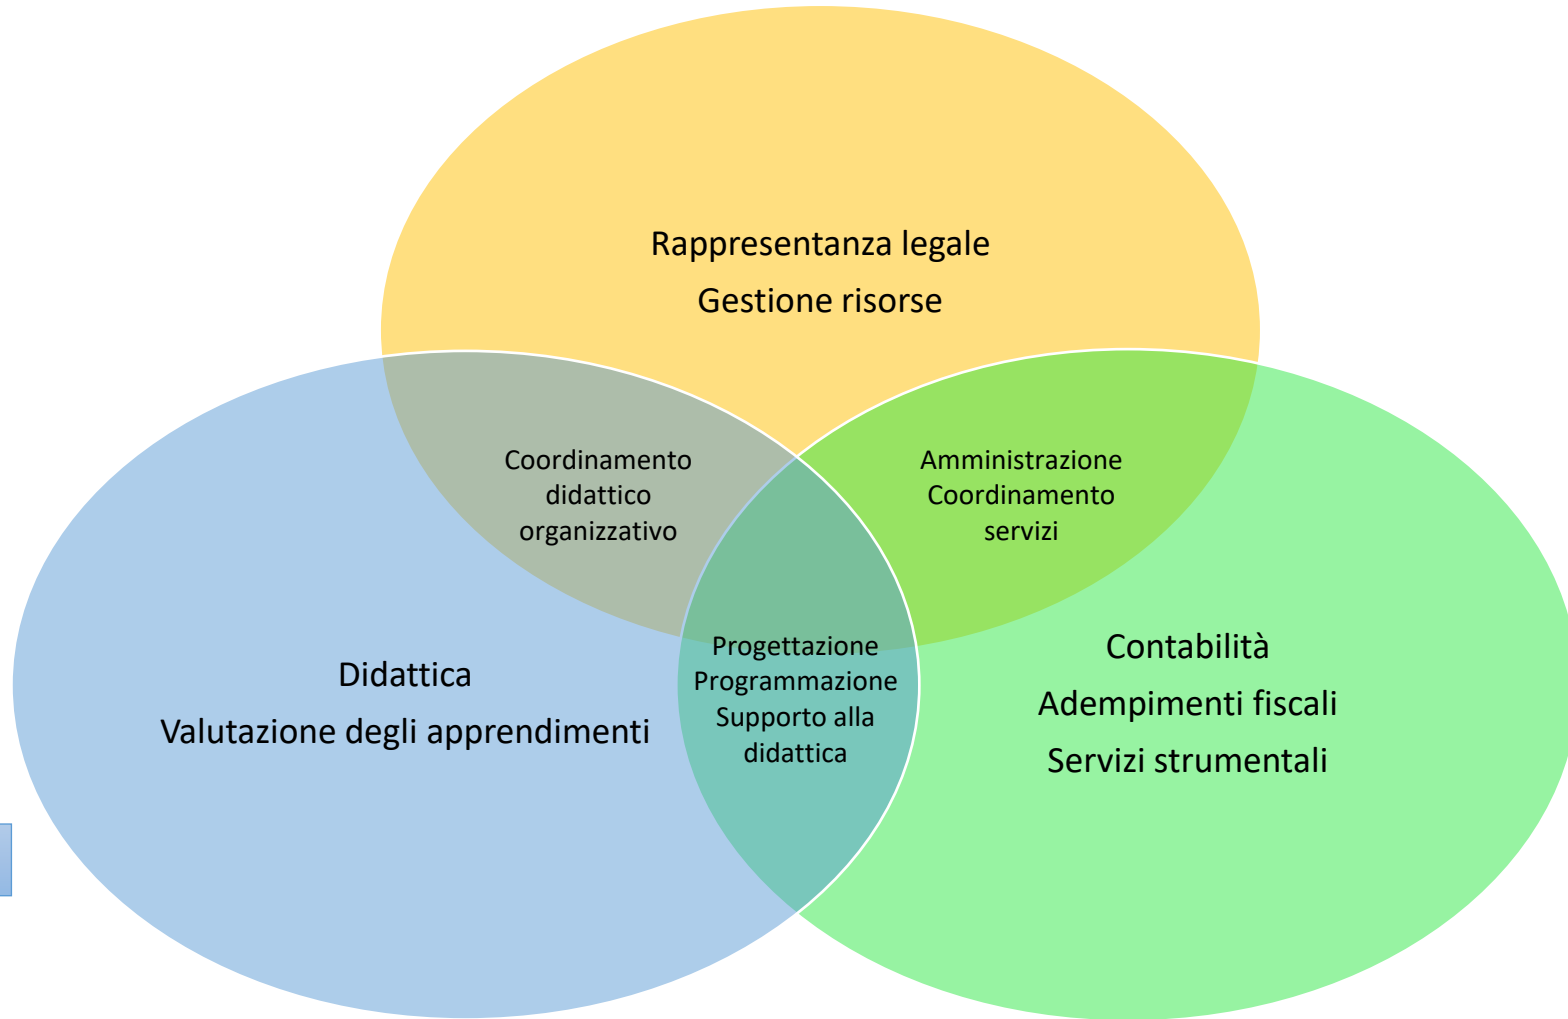 Rappresentanza legale
Gestione risorse
Coordinamento
didattico
organizzativo
Amministrazione
Coordinamento
servizi
Didattica
Valutazione degli apprendimenti
Progettazione
Programmazione
Supporto alla
didattica
Contabilità
Adempimenti fiscali
Servizi strumentali